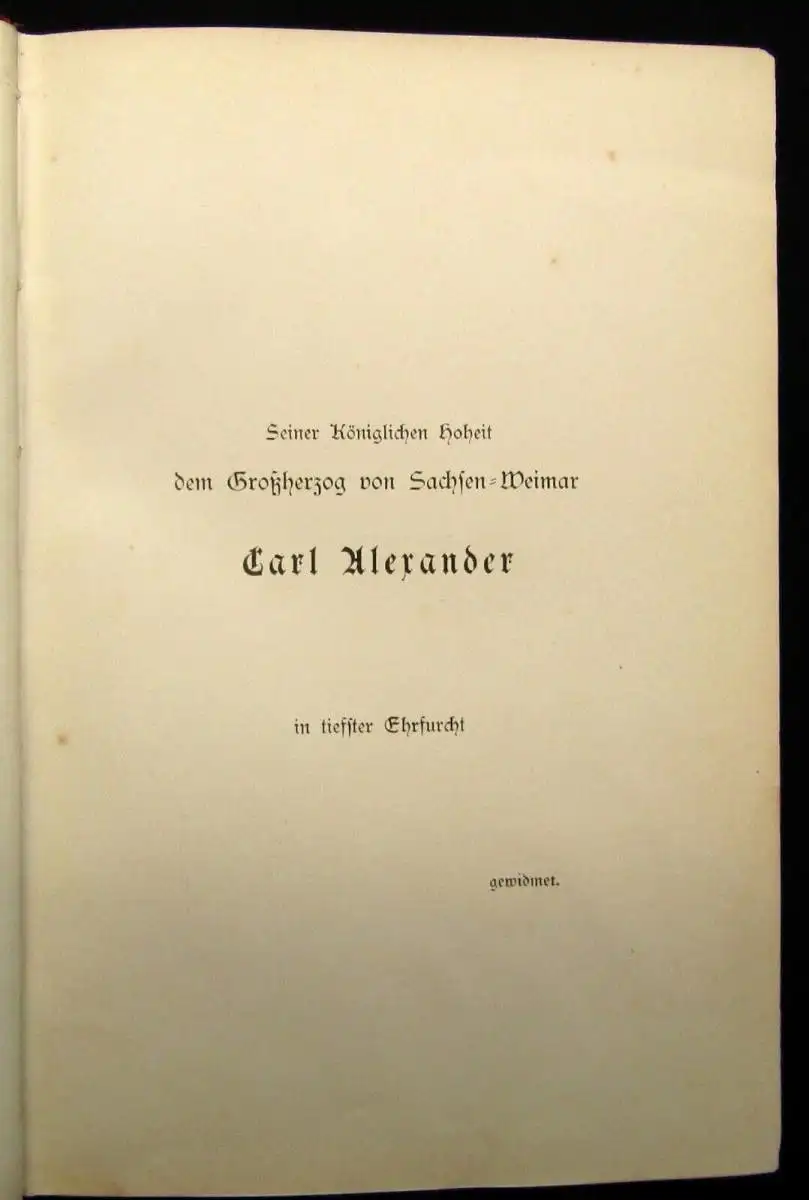 Seiner Königlichen Hoheit
dem Großherzog von Sachsen-Weimar
Carl Alexander
in tiefster Ehrfurcht
gewidmet.